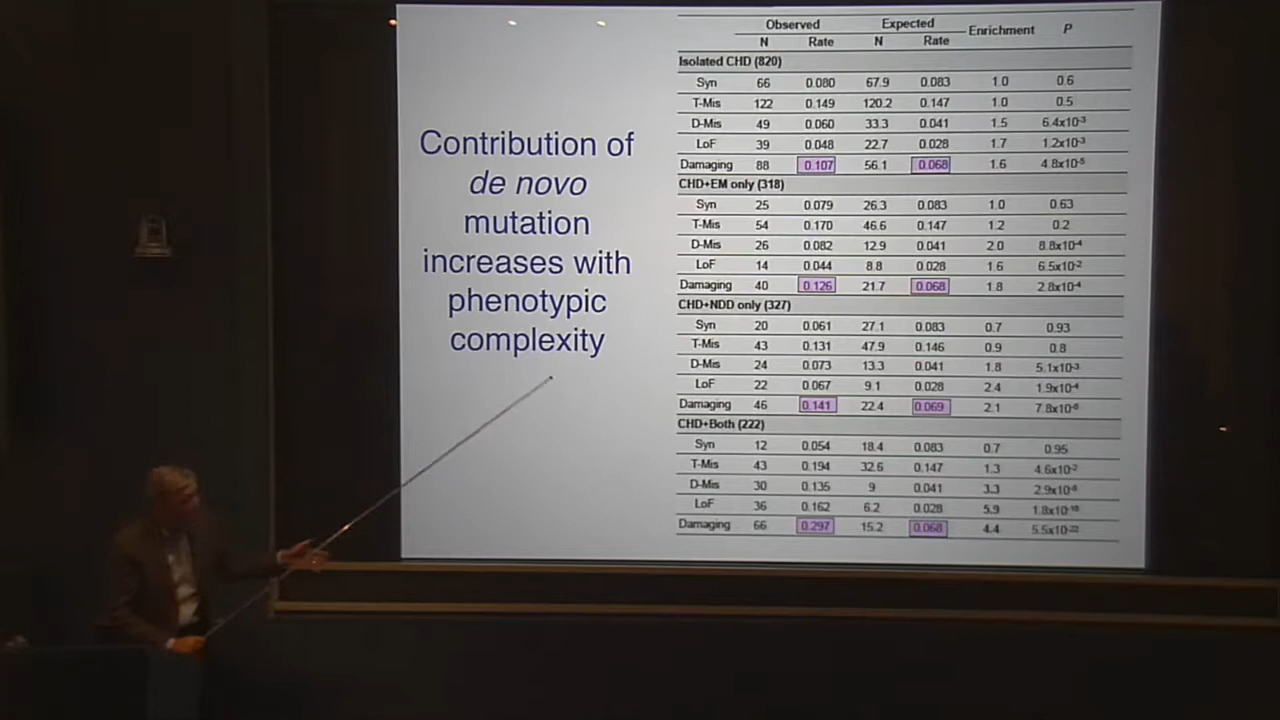 Contribution of
de novo
mutation
increases with
phenotypic
complexity
Observed Expected Enrichment P
N Rate N Rate
Isolated CHD (820)
Syn 66 0.080 67.9 0.083 1.0 0.6
T-Mis 122 0.149 120.2 0.147 1.0 0.5
D-Mis 49 0.060 33.3 0.041 1.5 6.4x10-3
LoF 39 0.048 22.7 0.028 1.7 1.2x10-3
Damaging 88 0.107 56.1 0.068 1.6 4.8x10-5
CHD+EM only (318)
Syn 25 0.079 26.3 0.083 1.0 0.63
T-Mis 54 0.170 46.6 0.147 1.2 0.2
D-Mis 26 0.082 12.9 0.041 2.0 8.8x10-4
LoF 14 0.044 8.8 0.028 1.6 6.5x10-2
Damaging 40 0.126 21.7 0.068 1.8 2.8x10-4
CHD+NDD only (327)
Syn 20 0.061 27.1 0.083 0.7 0.93
T-Mis 43 0.131 47.9 0.146 0.9 0.8
D-Mis 24 0.073 13.3 0.041 1.8 5.1x10-3
LoF 22 0.067 9.1 0.028 2.4 1.9x10-4
Damaging 46 0.141 22.4 0.069 2.1 7.8x10-6
CHD+Both (222)
Syn 12 0.054 18.4 0.083 0.7 0.95
T-Mis 43 0.194 32.6 0.147 1.3 4.6x10-2
D-Mis 30 0.135 9 0.041 3.3 2.9x10-8
LoF 36 0.162 6.2 0.028 5.9
Damaging 66 0.297 15.2 0.068 4.4 5.5x10-22